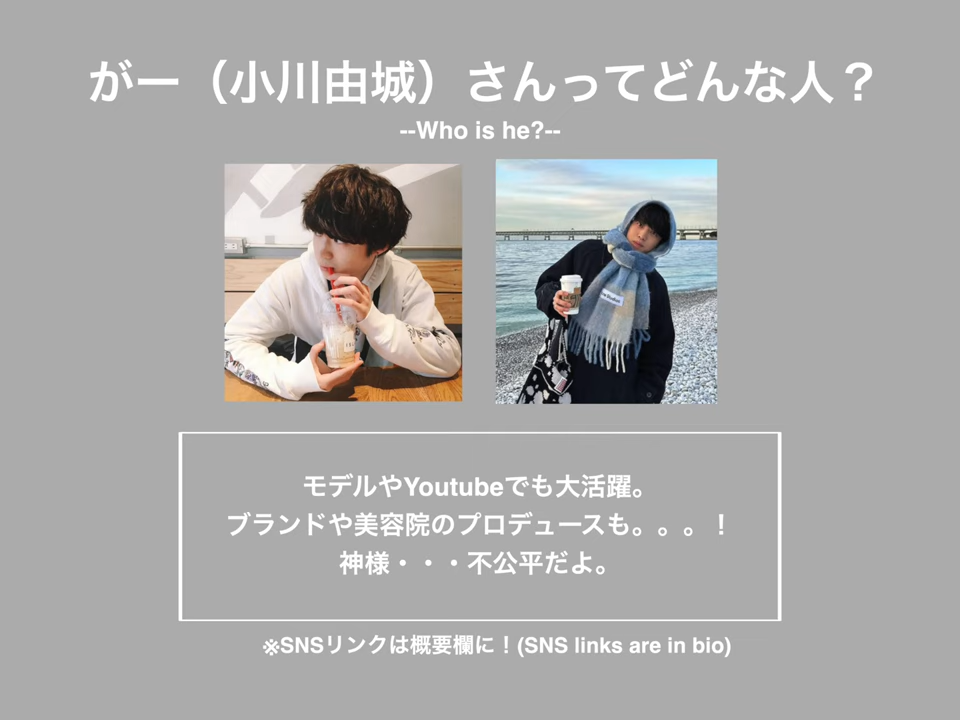 がー（小川由城）さんってどんな人？
--Who is he?--
モデルやYoutubeでも大活躍。
ブランドや美容院のプロデュースも。。。！
神様・・・不公平だよ。
※SNSリンクは概要欄に！(SNS links are in bio)